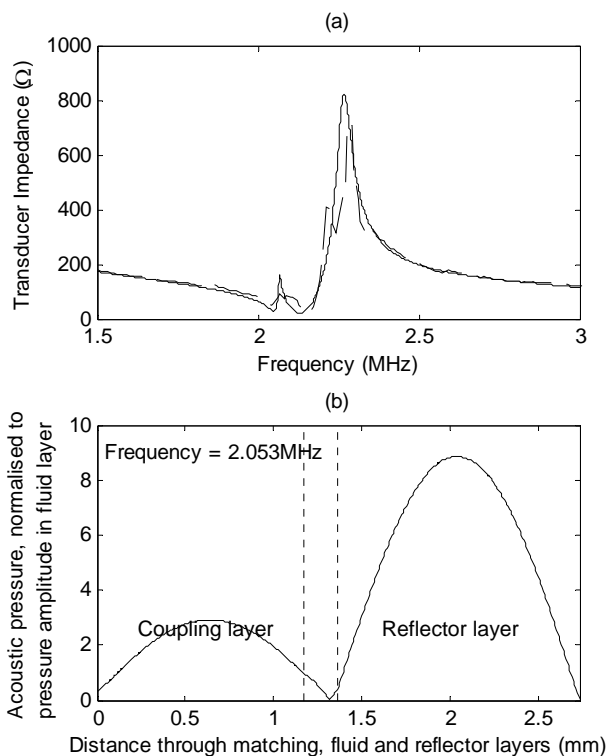 (a)
1000
800
600
400
200
0
Transducer Impedance (Ω)
1.5 2 2.5 3
Frequency (MHz)
(b)
10
8
6
4
2
0
Acoustic pressure, normalised to
pressure amplitude in fluid layer
Frequency = 2.053MHz
Coupling layer
Reflector layer
0 0.5 1 1.5 2 2.5
Distance through matching, fluid and reflector layers (mm)